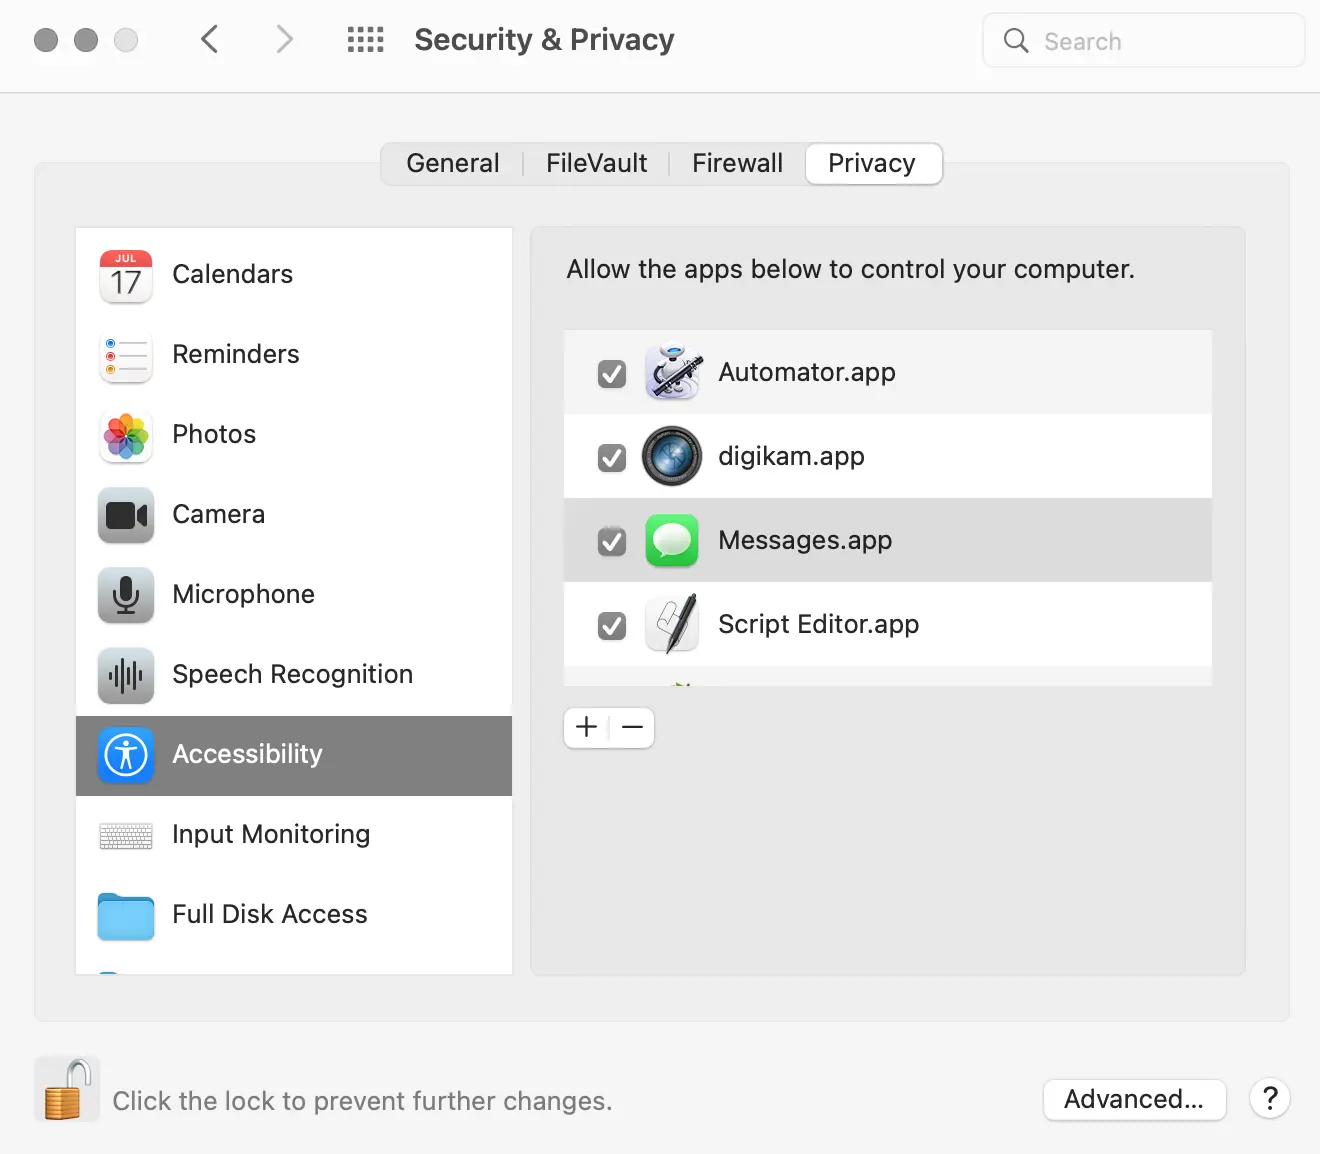 Security & Privacy
Search
General
FileVault
Firewall
Privacy
JUL
17
Calendars
Reminders
Photos
Camera
Microphone
Speech Recognition
Accessibility
Input Monitoring
Full Disk Access
Allow the apps below to control your computer.
Automator.app
digikam.app
Messages.app
Script Editor.app
+ −
Click the lock to prevent further changes.
Advanced...
?